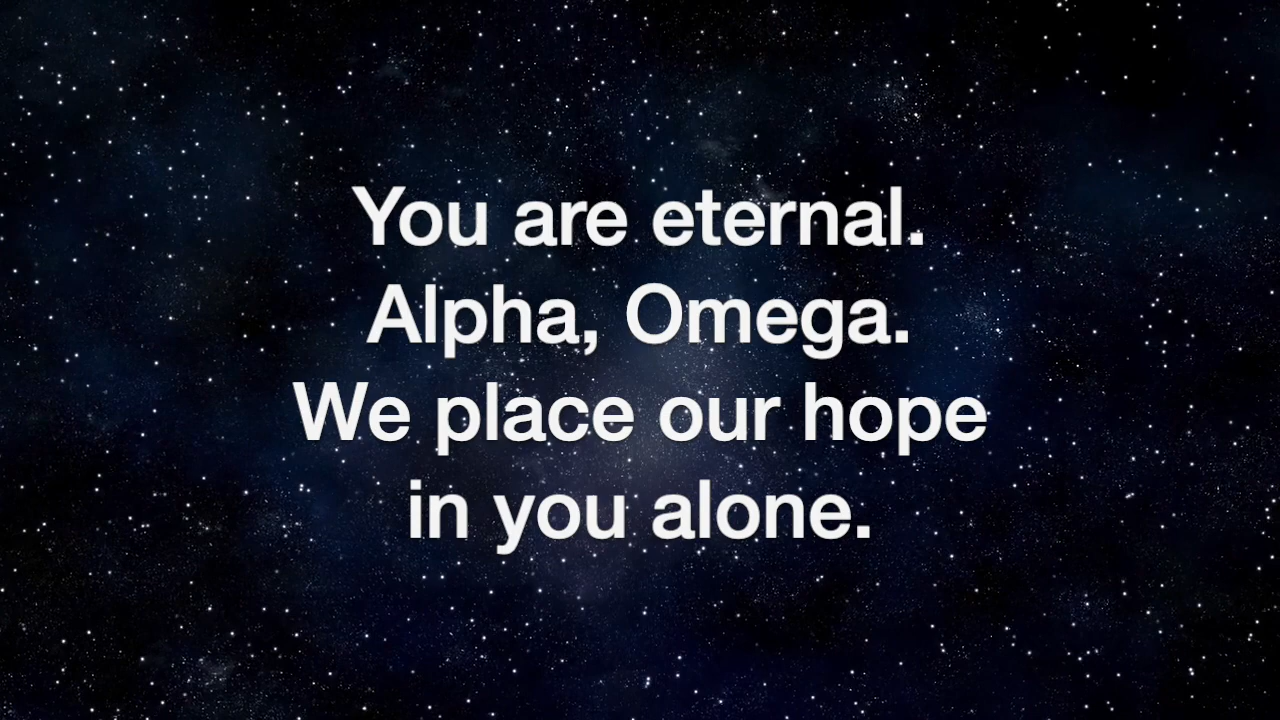 You are eternal.
Alpha, Omega.
We place our hope
in you alone.